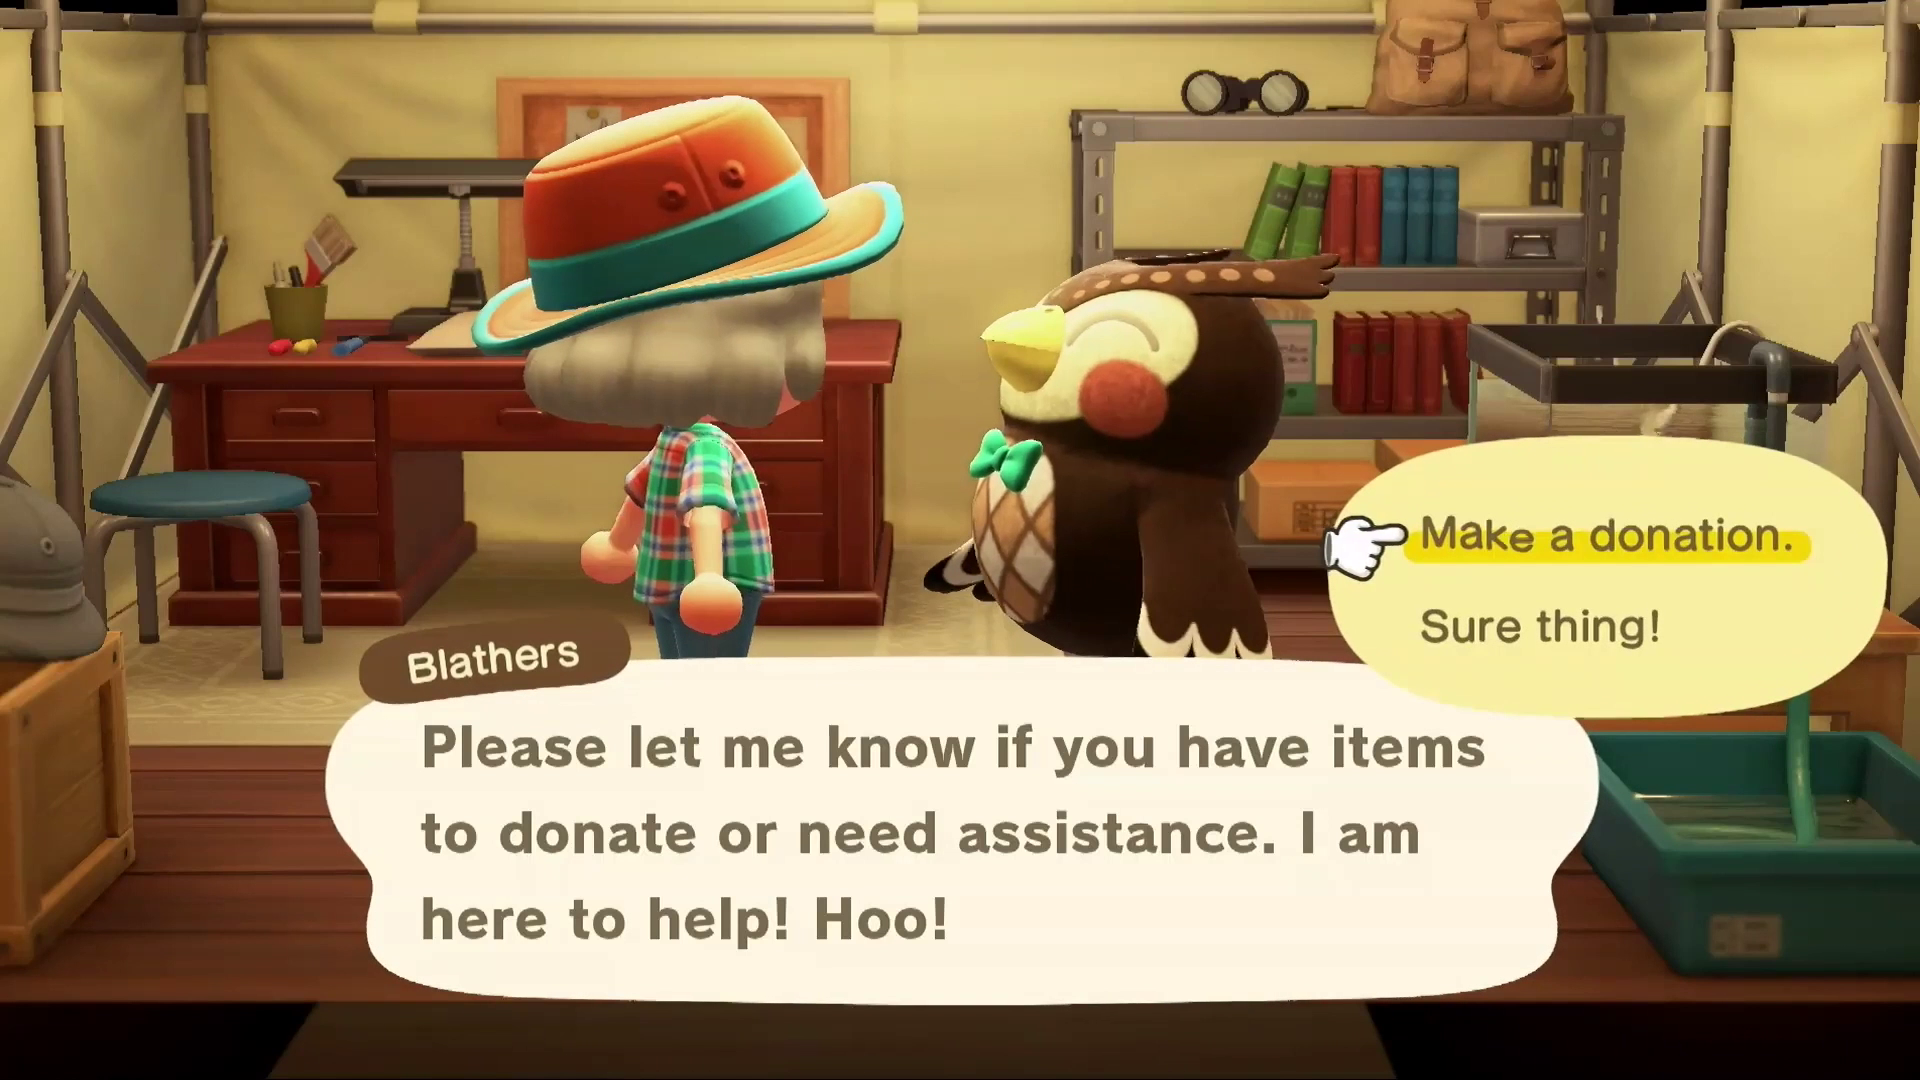 Make a donation.
Sure thing!
Blathers
Please let me know if you have items
to donate or need assistance. I am
here to help! Hoo!